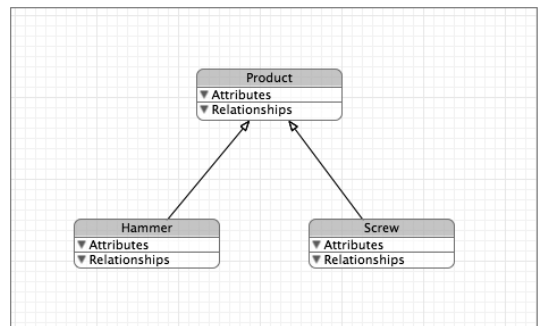 Product
Attributes
Relationships
Hammer
Attributes
Relationships
Screw
Attributes
Relationships